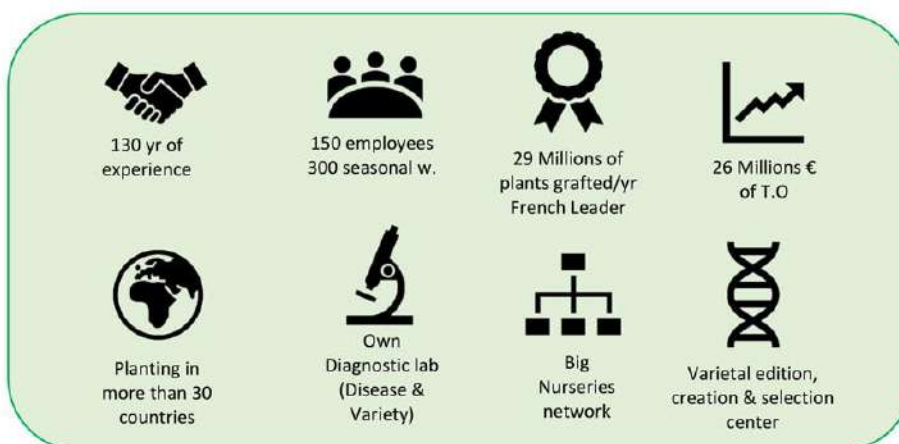 130 yr of
experience
150 employees
300 seasonal w.
29 Millions of
plants grafted/yr
French Leader
26 Millions €
of T.O
Planting in
more than 30
countries
Own
Diagnostic lab
(Disease &
Variety)
Big
Nurseries
network
Varietal edition,
creation & selection
center